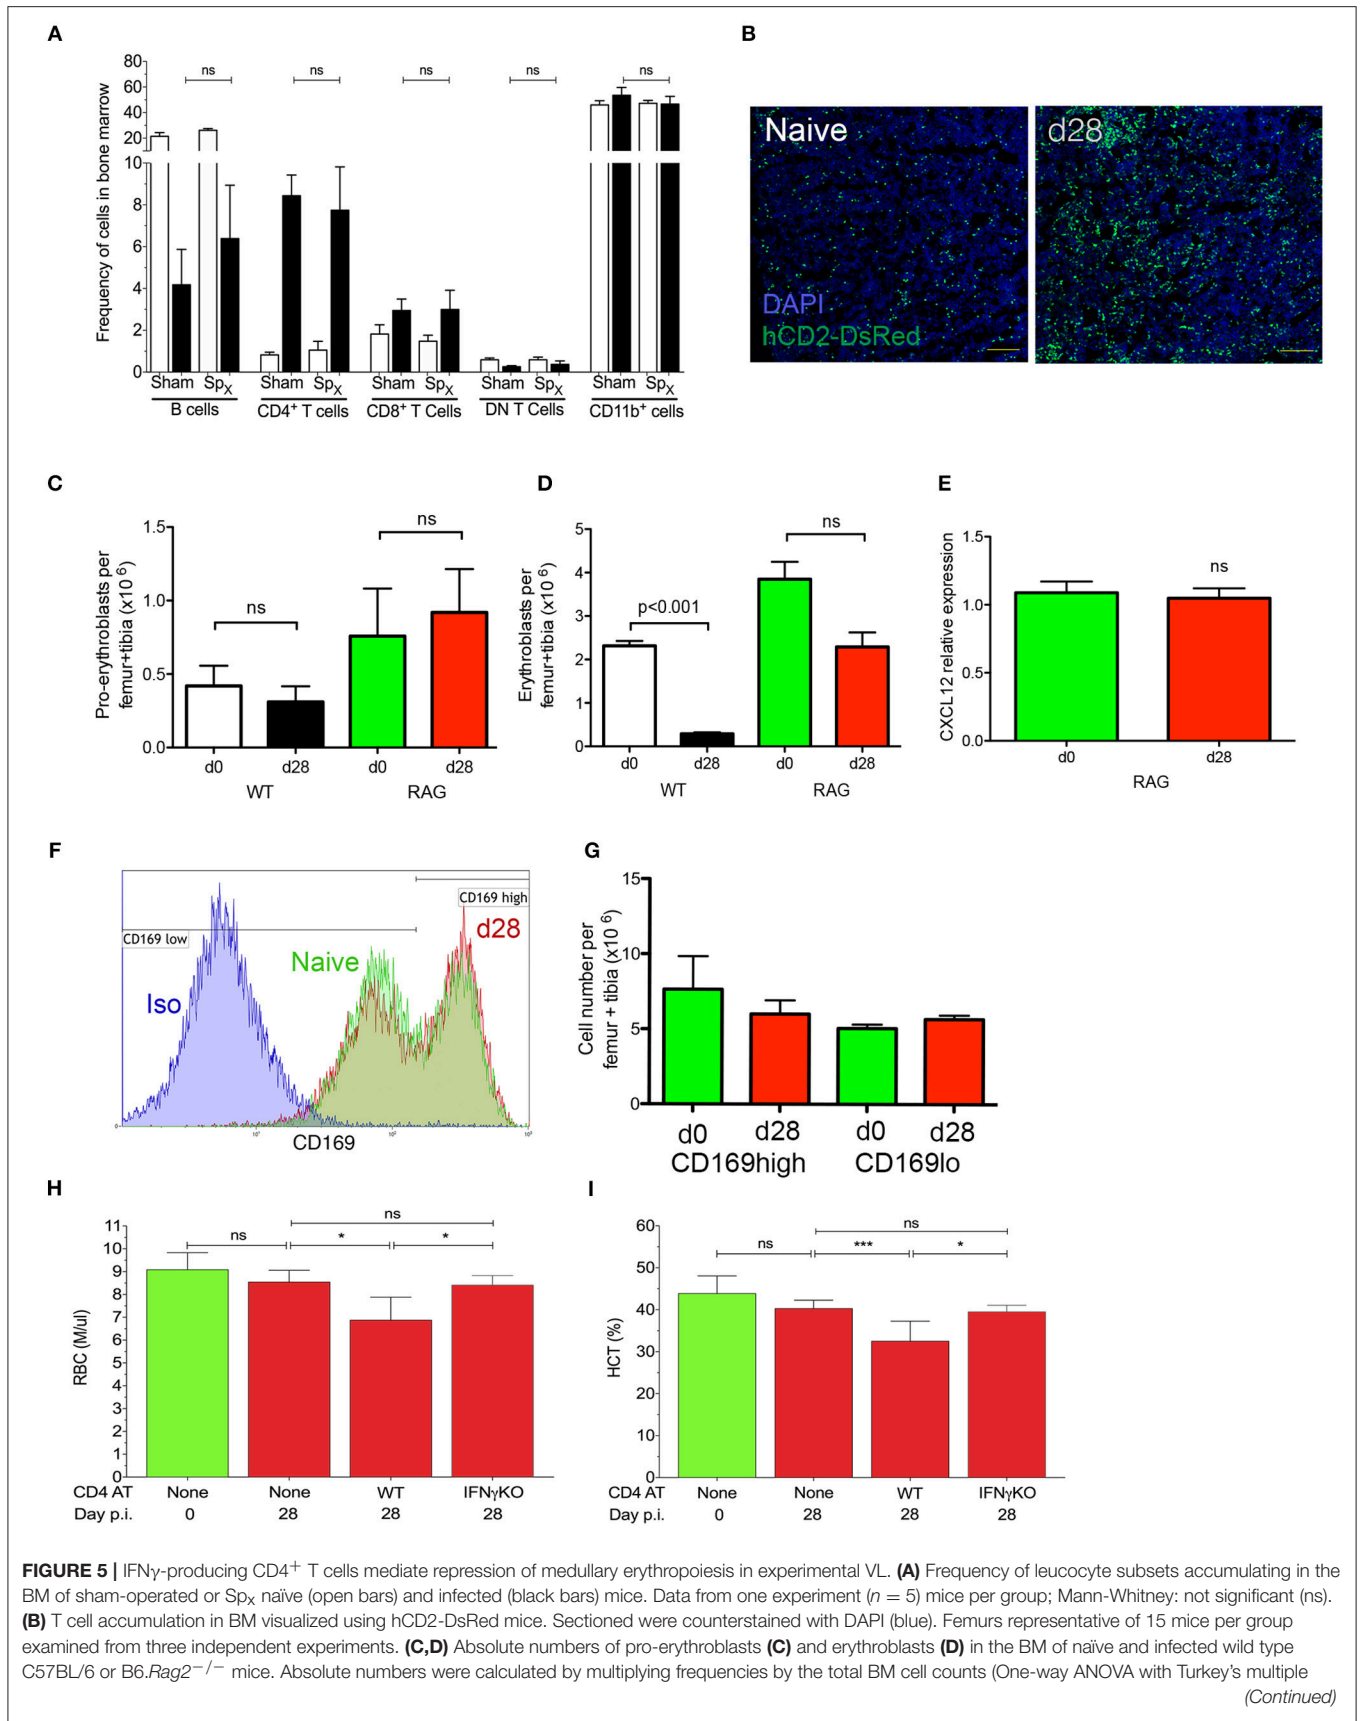 A
80
60
40
20
10
8
6
4
2
0
Frequency of cells in bone marrow
ns ns ns ns ns
Sham SpX Sham SpX Sham SpX Sham SpX Sham SpX
B cells CD4+ T cells CD8+ T Cells DN T Cells CD11b+ cells
B
Naive
DAPI
hCD2-DsRed
d28
C
1.5
1.0
0.5
0.0
Pro-erythroblasts per
femur+tibia (x10 6)
ns
ns
d0 d28 d0 d28
WT RAG
D
5
4
3
2
1
0
Erythroblasts per
femur+tibia (x10 6)
p<0.001
ns
d0 d28 d0 d28
WT RAG
E
1.5
1.0
0.5
0.0
CXCL12 relative expression
ns
d0 d28
RAG
F
CD169 low
CD169 high
Iso
Naive
d28
10¹ 10² 10³
0
CD169
G
15
10
5
0
Cell number per
femur + tibia (x10 6)
d0 d28 d0 d28
CD169high CD169lo
H
11
10
9
8
7
6
5
4
3
2
1
0
RBC (M/ul)
ns
ns * *
CD4 AT None None WT IFNγKO
Day p.i. 0 28 28 28
I
60
50
40
30
20
10
0
HCT (%)
ns
ns *** *
CD4 AT None None WT IFNγKO
Day p.i. 0 28 28 28
FIGURE 5 | IFNγ-producing CD4+ T cells mediate repression of medullary erythropoiesis in experimental VL. (A) Frequency of leucocyte subsets accumulating in the
BM of sham-operated or Spx naïve (open bars) and infected (black bars) mice. Data from one experiment (n = 5) mice per group; Mann-Whitney: not significant (ns).
(B) T cell accumulation in BM visualized using hCD2-DsRed mice. Sectioned were counterstained with DAPI (blue). Femurs representative of 15 mice per group
examined from three independent experiments. (C,D) Absolute numbers of pro-erythroblasts (C) and erythroblasts (D) in the BM of naïve and infected wild type
C57BL/6 or B6.Rag2−/− mice. Absolute numbers were calculated by multiplying frequencies by the total BM cell counts (One-way ANOVA with Turkey's multiple
(Continued)